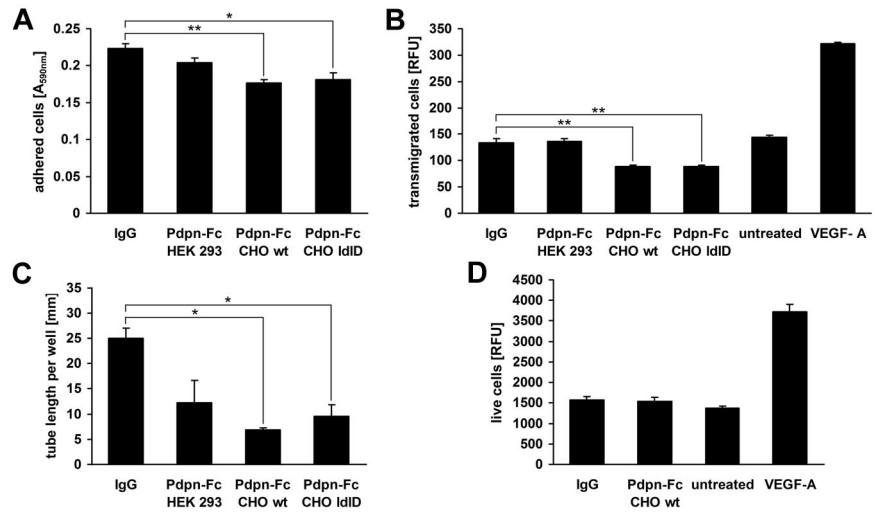 A
adhered cells [A590nm]
0.25
0.2
0.15
0.1
0.05
0
*
**
IgG
Pdpn-Fc
HEK 293
Pdpn-Fc
CHO wt
Pdpn-Fc
CHO ldlD
B
transmigrated cells [RFU]
350
300
250
200
150
100
50
0
**
**
IgG
Pdpn-Fc
HEK 293
Pdpn-Fc
CHO wt
Pdpn-Fc
CHO ldlD
untreated
VEGF- A
C
tube length per well [mm]
30
25
20
15
10
5
0
*
*
IgG
Pdpn-Fc
HEK 293
Pdpn-Fc
CHO wt
Pdpn-Fc
CHO ldlD
D
live cells [RFU]
4500
4000
3500
3000
2500
2000
1500
1000
500
0
IgG
Pdpn-Fc
CHO wt
untreated
VEGF-A